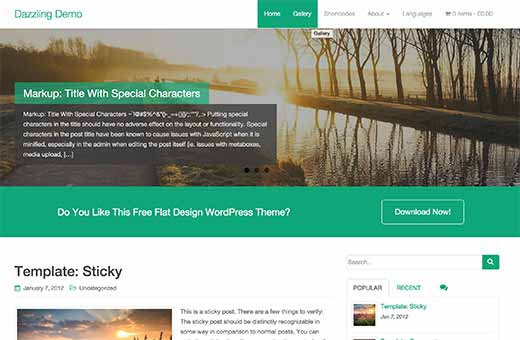 Dazzling Demo
Home Gallery Shortcodes About Languages 0 items - £0.00
Gallery
Markup: Title With Special Characters
Markup: Title With Special Characters
special characters in the title should have no adverse effect on the layout or functionality. Special
characters in the post title have been known to cause issues with JavaScript when it is
minified, especially in the admin when editing the post itself (ie. issues with metaboxes,
media upload, […]
Do You Like This Free Flat Design WordPress Theme?
Download Now!
Search...
Template: Sticky
January 7, 2012 Uncategorized
POPULAR RECENT
Template: Sticky
Jan 7, 2012
This is a sticky post. There are a few things to verify:
The sticky post should be distinctly recognizable in
some way in comparison to normal posts. You can